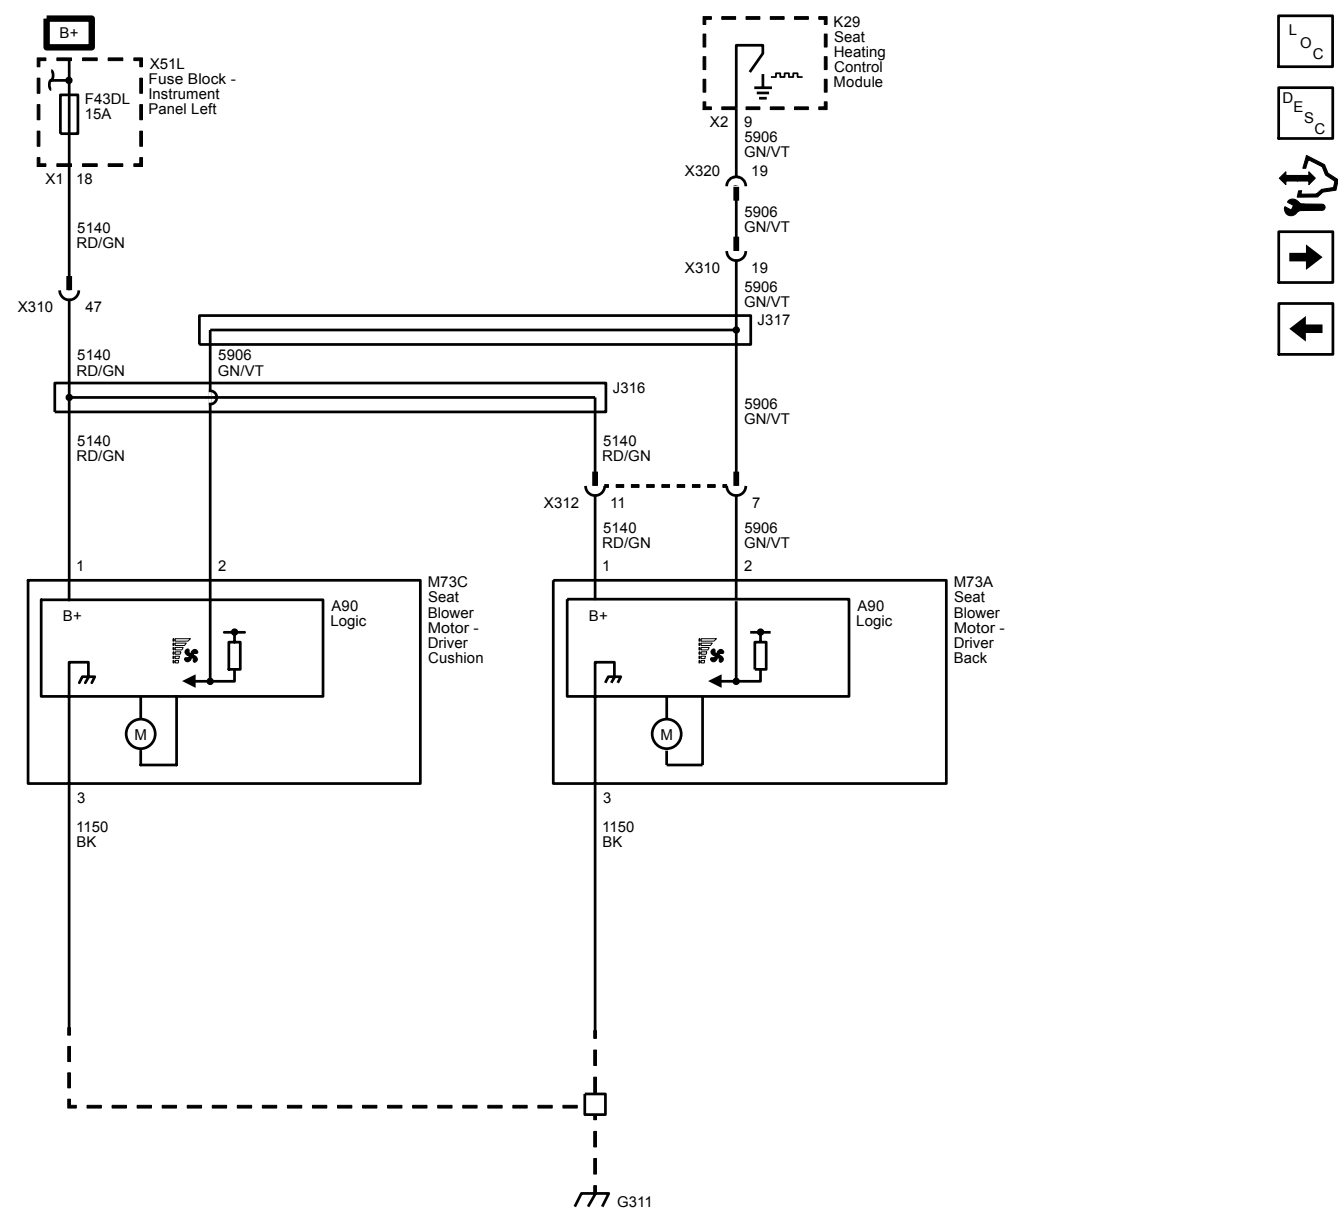 B+
X51L
Fuse Block -
Instrument
Panel Left
F43DL
15A
X1 18
5140
RD/GN
X310 47
5140
RD/GN
5140
RD/GN
K29
Seat
Heating
Control
Module
X2 9
5906
GN/VT
X320 19
5906
GN/VT
X310 19
5906
GN/VT
J317
5906
GN/VT
J316
5906
GN/VT
5140
RD/GN
X312 11 7
5140
RD/GN
5906
GN/VT
1 2
B+
A90
Logic
M
M73C
Seat
Blower
Motor -
Driver
Cushion
3
1150
BK
1 2
B+
A90
Logic
M
M73A
Seat
Blower
Motor -
Driver
Back
3
1150
BK
G311
LOC
DESC